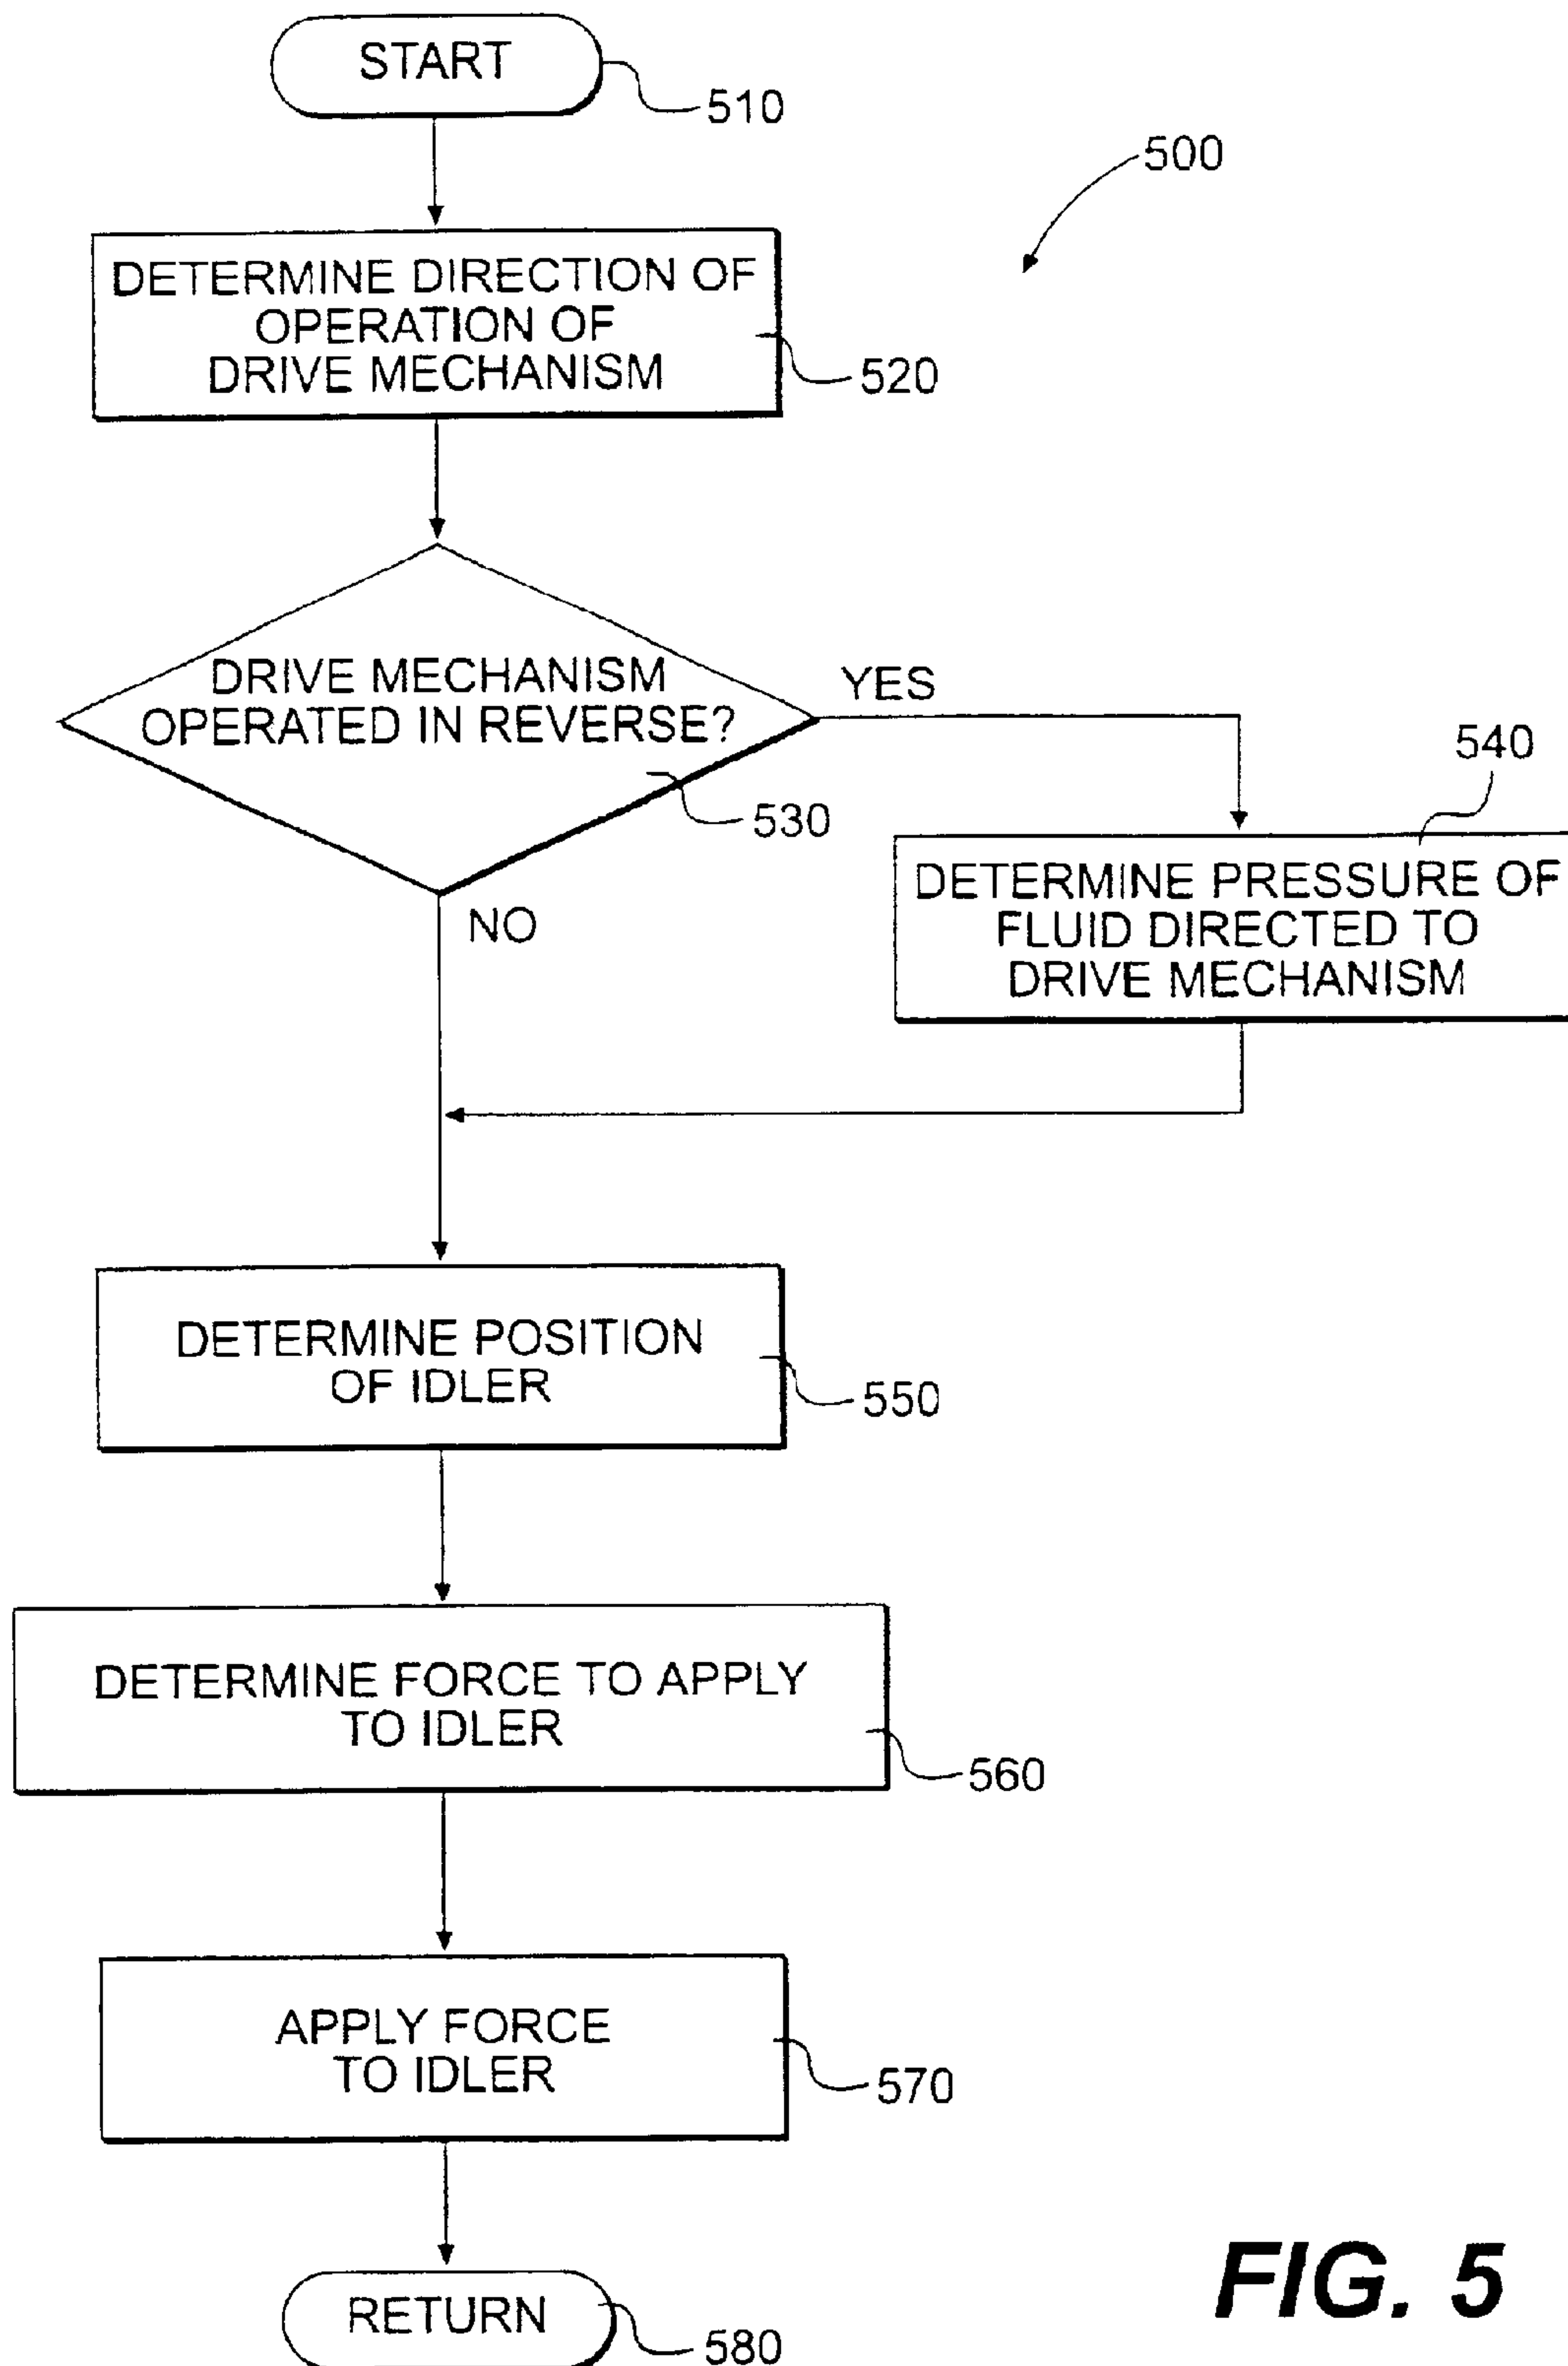 START
510
500
DETERMINE DIRECTION OF
OPERATION OF
DRIVE MECHANISM
520
DRIVE MECHANISM
OPERATED IN REVERSE?
YES
530
540
NO
DETERMINE PRESSURE OF
FLUID DIRECTED TO
DRIVE MECHANISM
DETERMINE POSITION
OF IDLER
550
DETERMINE FORCE TO APPLY
TO IDLER
560
APPLY FORCE
TO IDLER
570
RETURN
580
FIG. 5